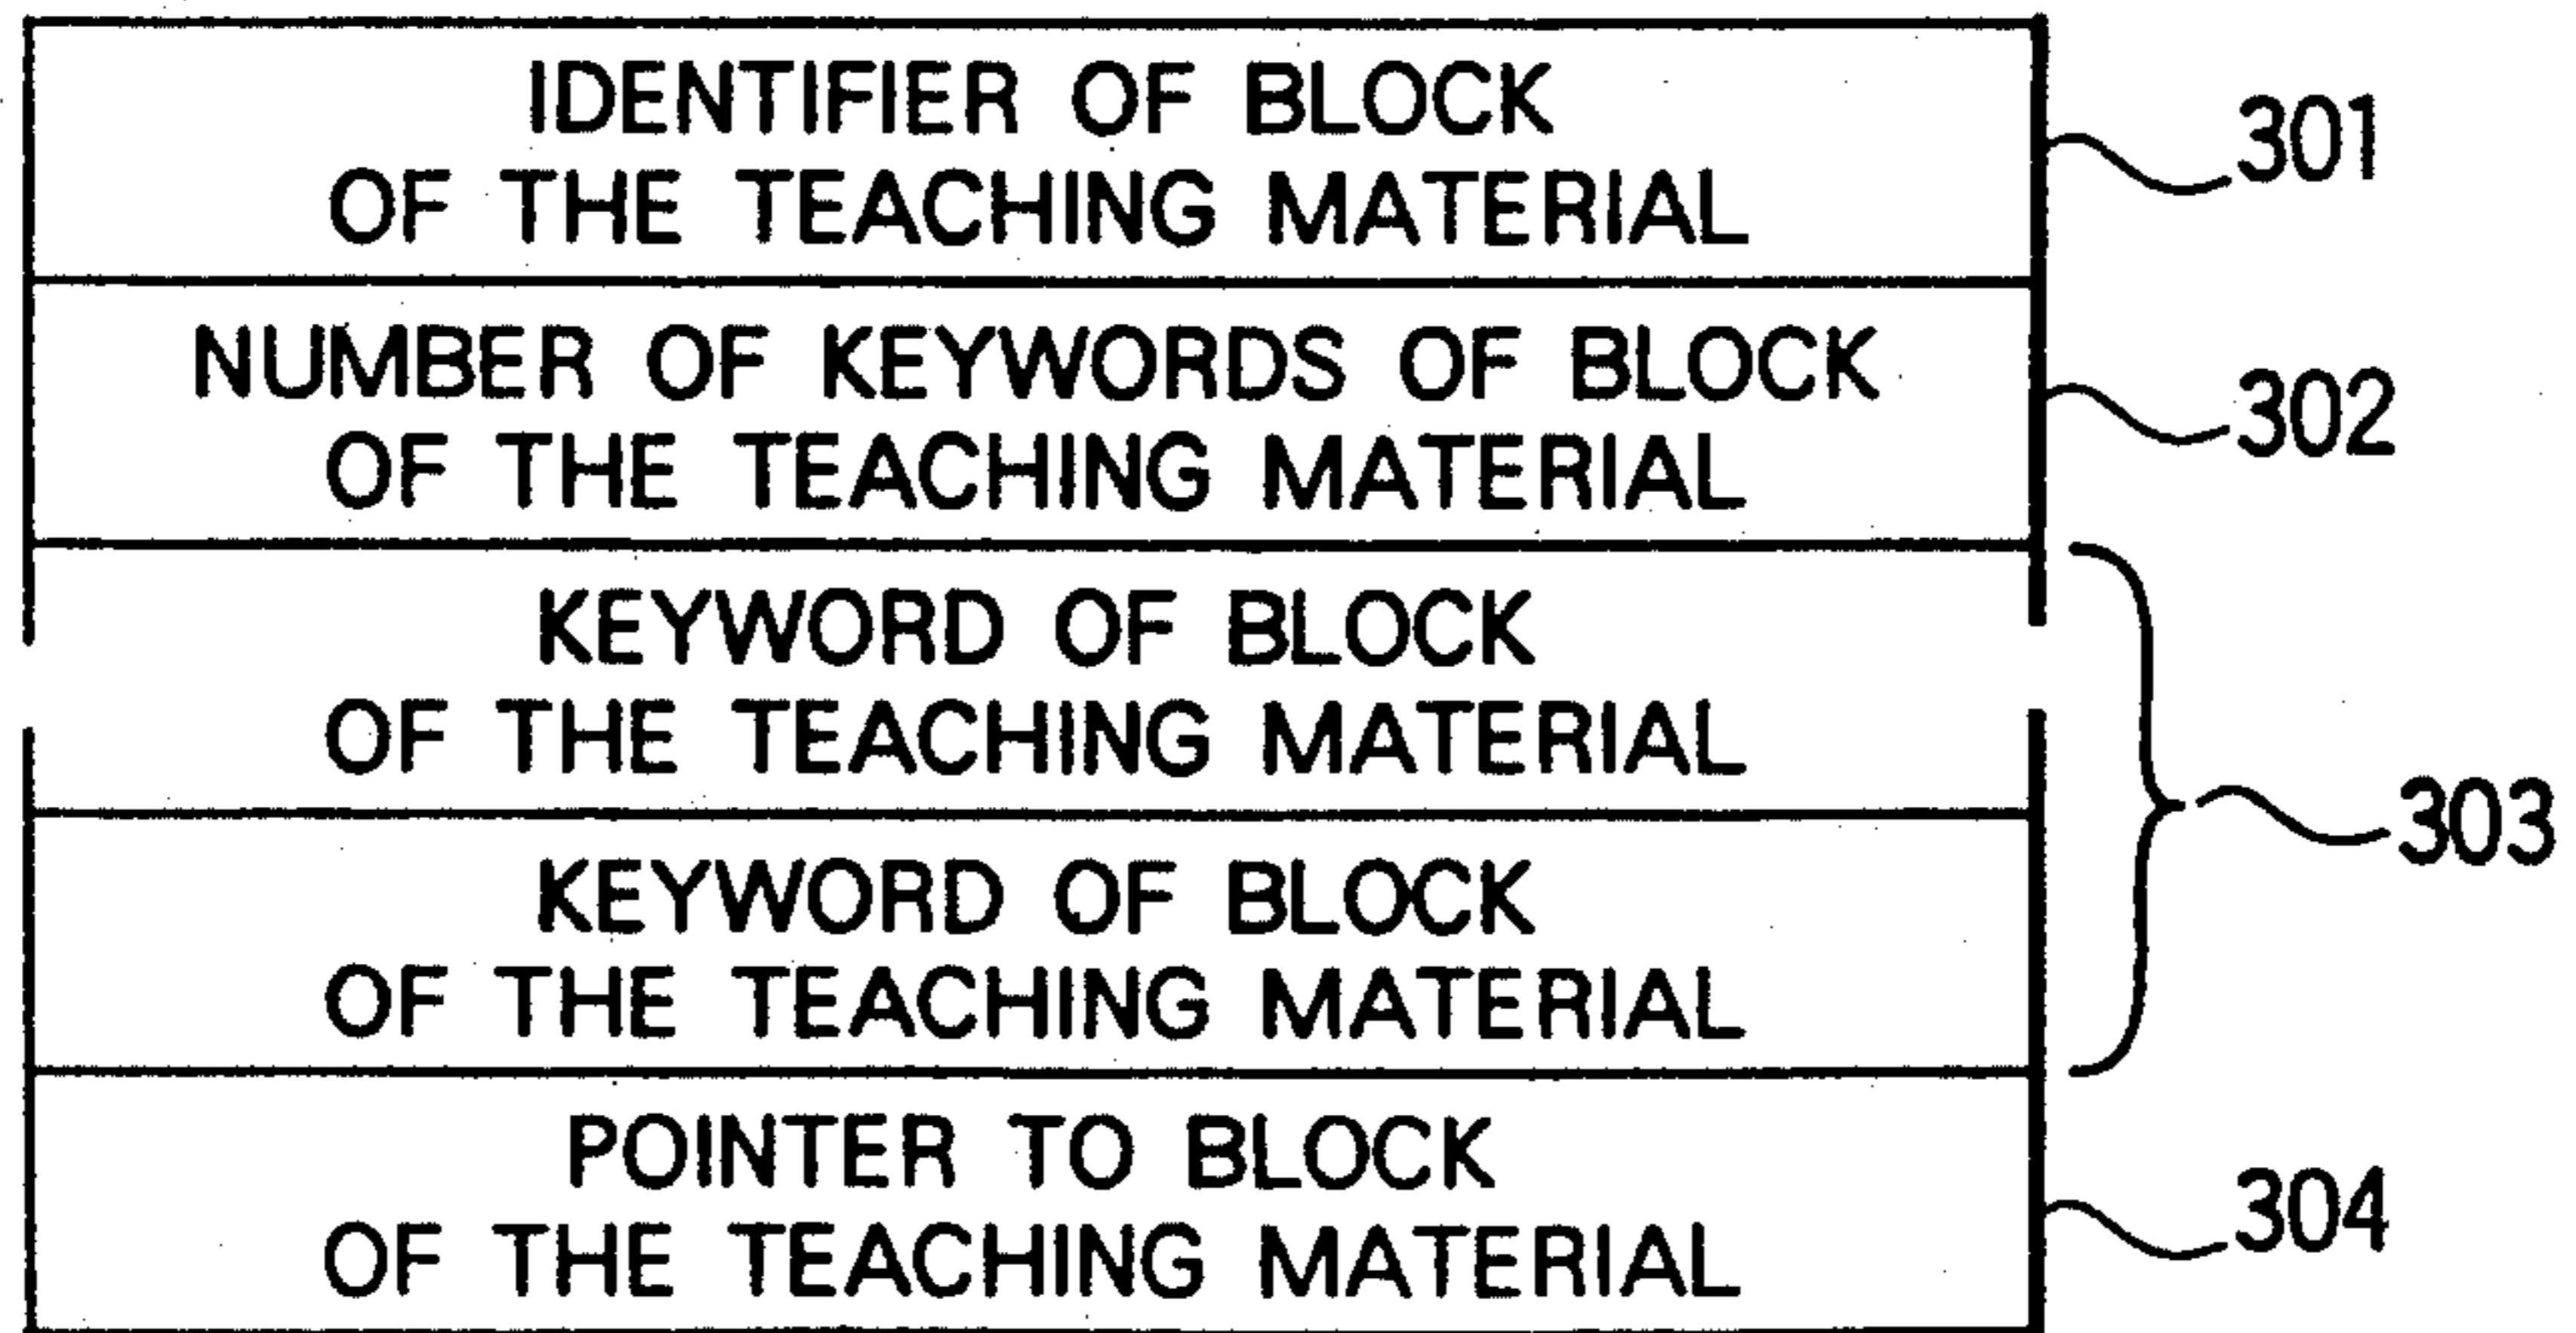 IDENTIFIER OF BLOCK
OF THE TEACHING MATERIAL
301
NUMBER OF KEYWORDS OF BLOCK
OF THE TEACHING MATERIAL
302
KEYWORD OF BLOCK
OF THE TEACHING MATERIAL
303
KEYWORD OF BLOCK
OF THE TEACHING MATERIAL
POINTER TO BLOCK
OF THE TEACHING MATERIAL
304